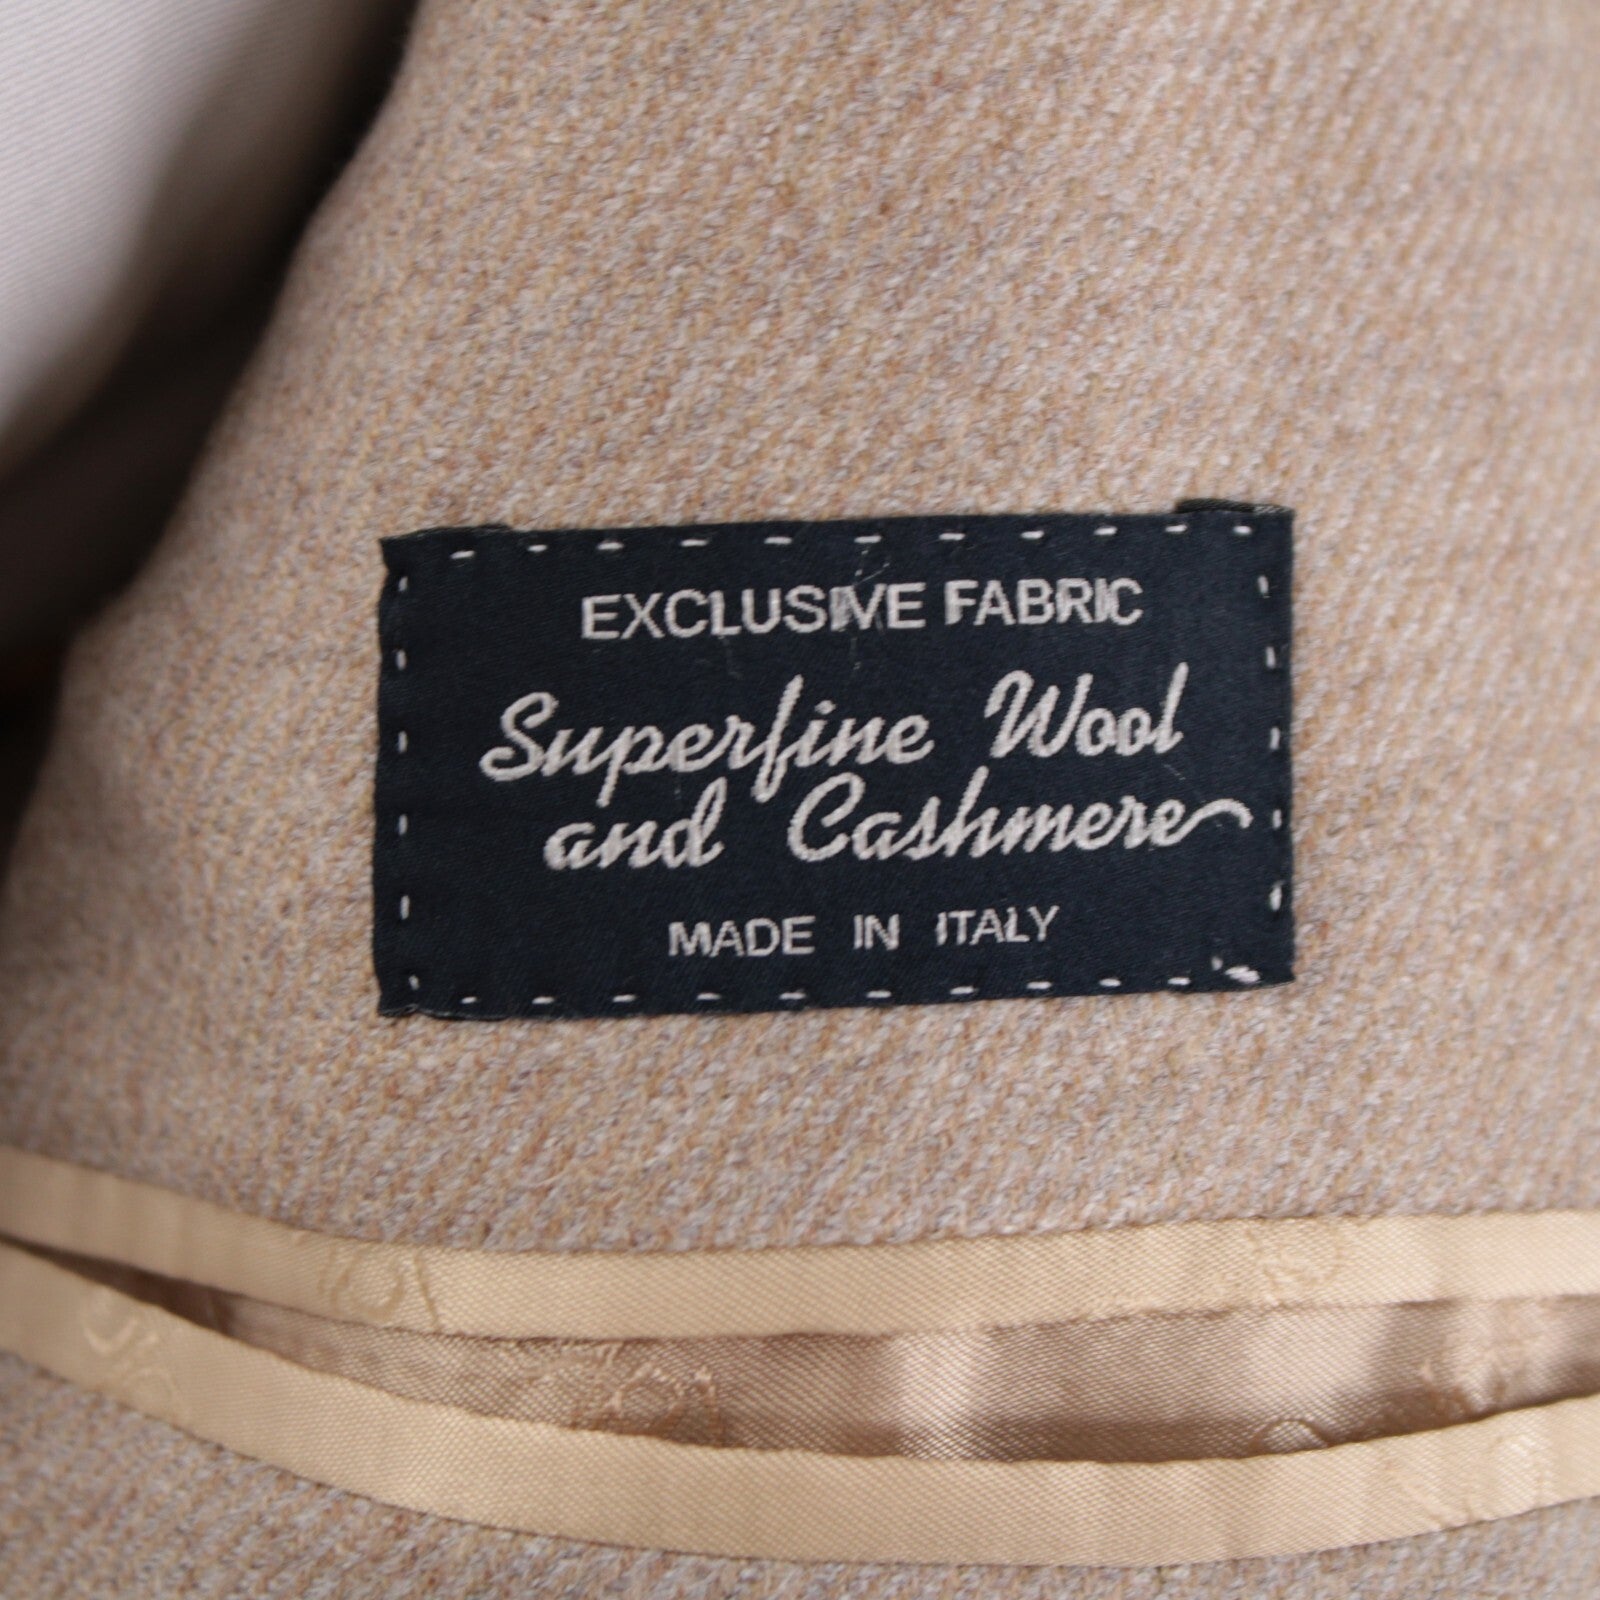 EXCLUSIVE FABRIC
Superfine Wool
and Cashmere
MADE IN ITALY